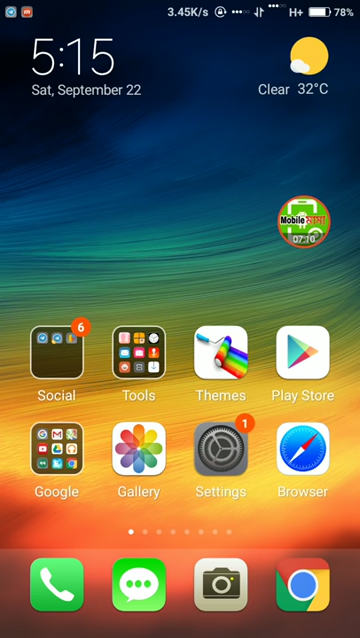 3.45K/s H+ 78%
5:15
Sat, September 22
Clear 32°C
Mobile মামা
07:10
6
Social Tools Themes Play Store
1
Google Gallery Settings Browser